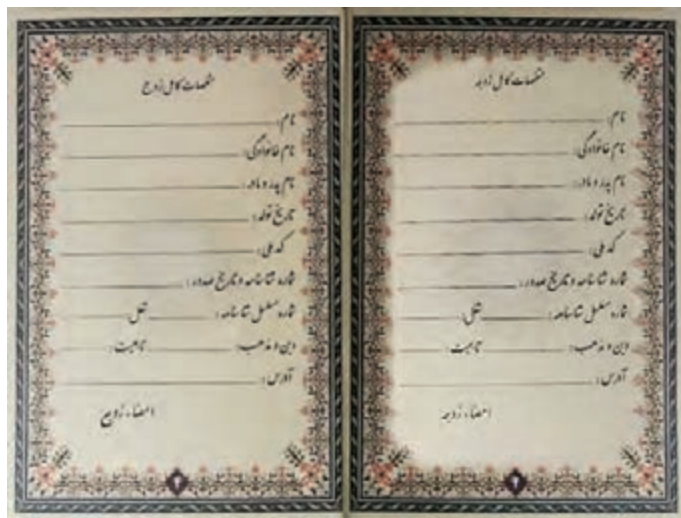 مشخصات کامل زوجه
نام:
نام خانوادگی:
نام پدر و مادر:
تاریخ تولد:
کد ملی:
شماره شناسنامه و تاریخ صدور:
شماره مسلسل شناسنامه: شغل:
دین و مذهب: تابعیت:
آدرس:
امضاء زوجه
مشخصات کامل زوج
نام:
نام خانوادگی:
نام پدر و مادر:
تاریخ تولد:
کد ملی:
شماره شناسنامه و تاریخ صدور:
شماره مسلسل شناسنامه: شغل:
دین و مذهب: تابعیت:
آدرس:
امضاء زوج